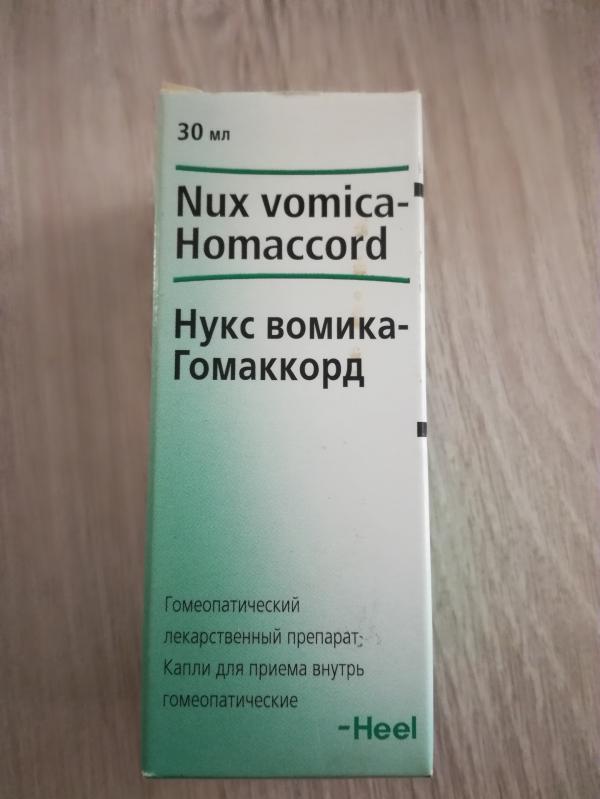 30 мл
Nux vomica-
Homaccord
Нукс вомика-
Гомаккорд
Гомеопатический
лекарственный препарат.
Капли для приема внутрь
гомеопатические
-Heel